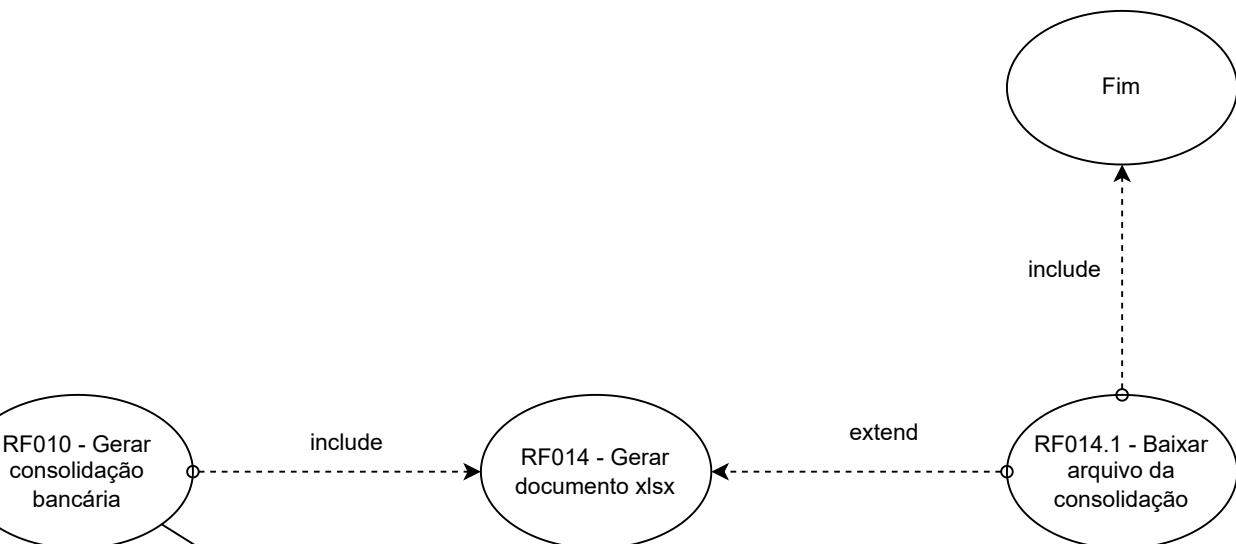 Fim
include
RF010 - Gerar
consolidação
bancária
include
RF014 - Gerar
documento xlsx
extend
RF014.1 - Baixar
arquivo da
consolidação